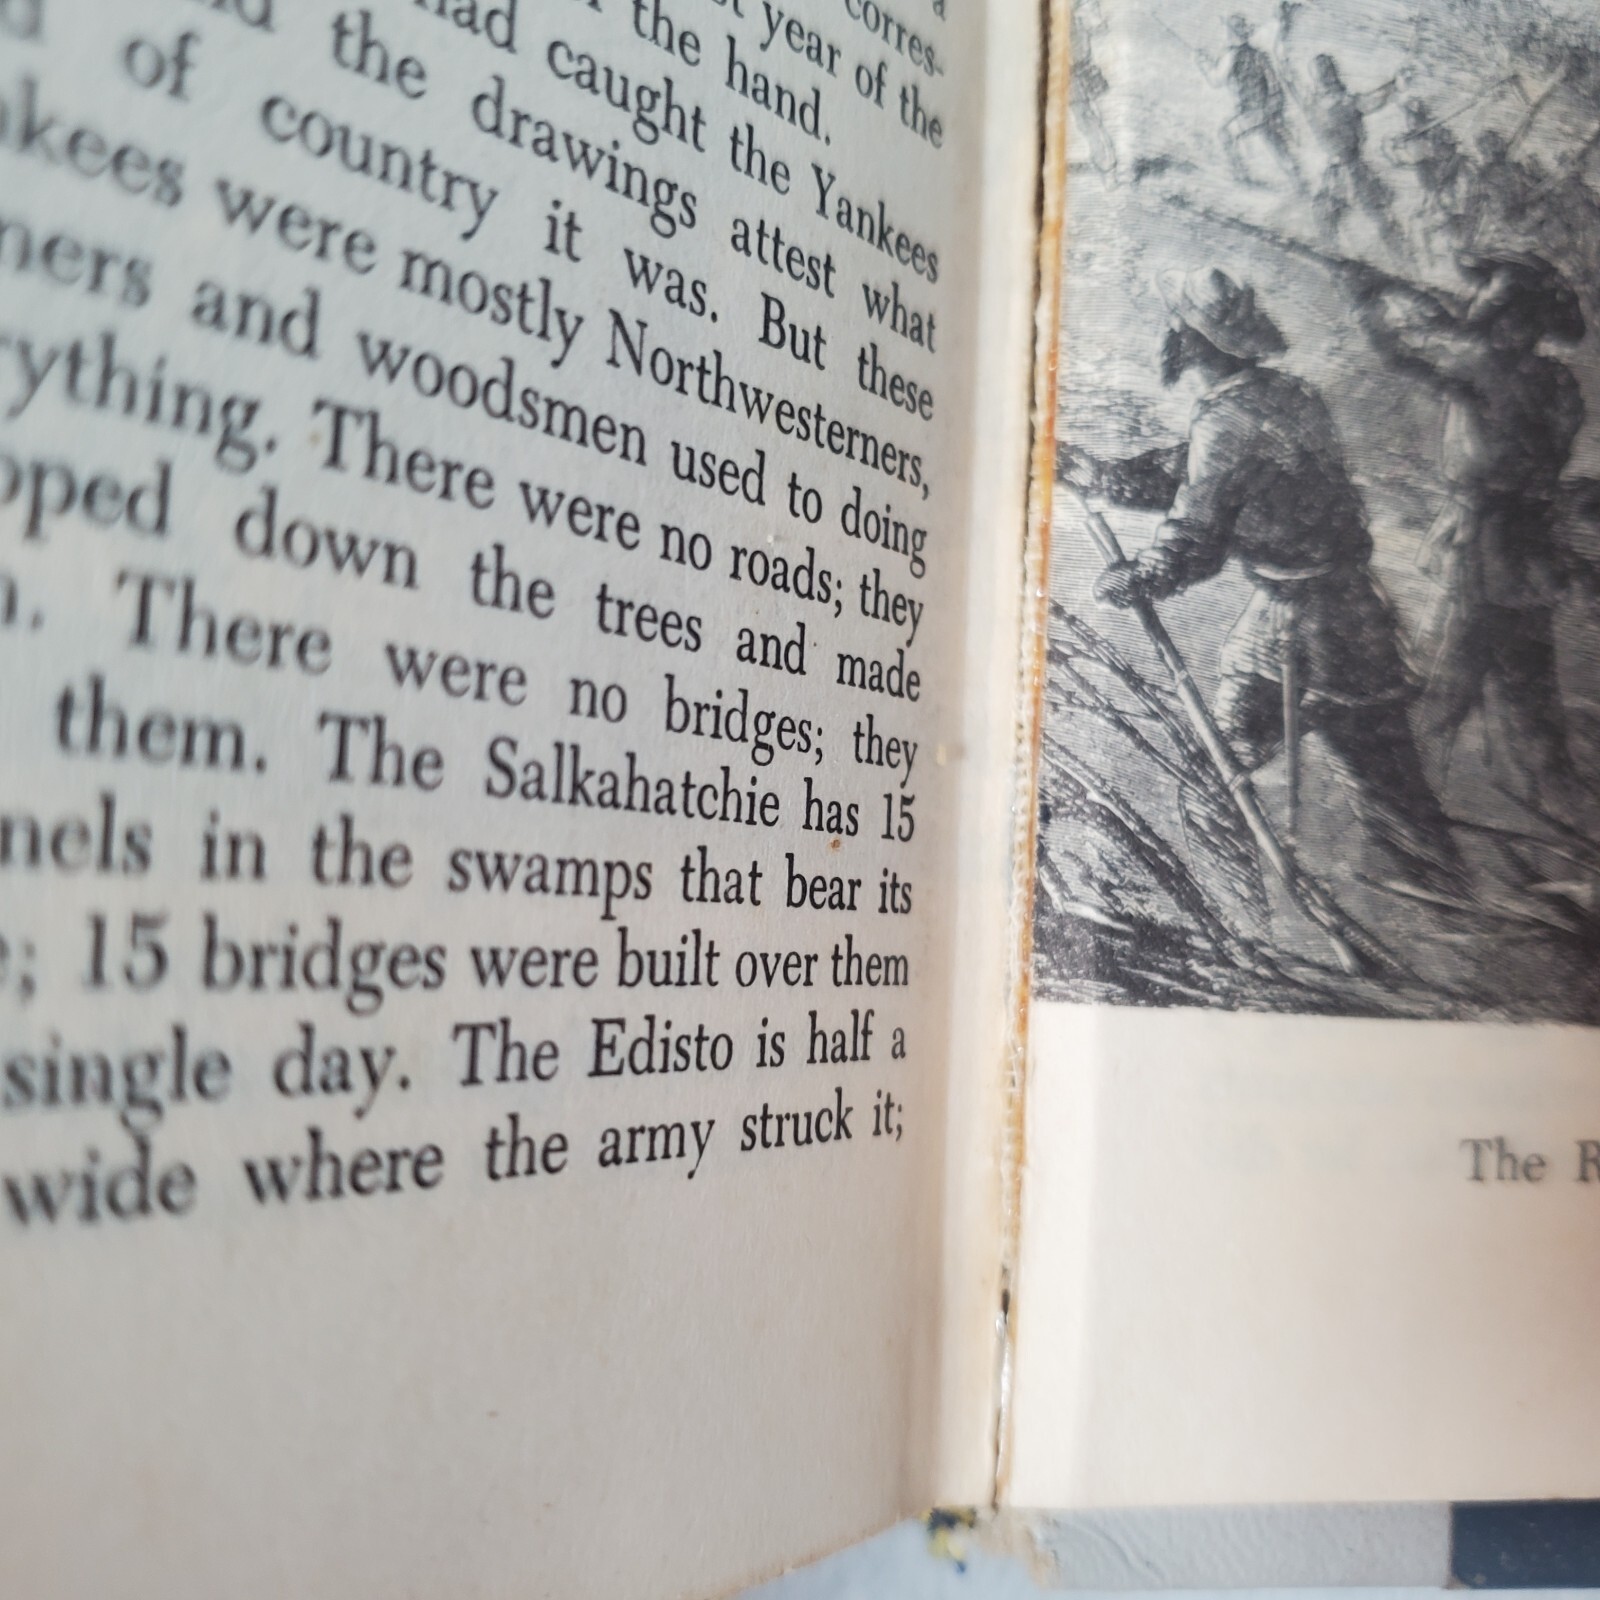 a
corres-
year of the
the hand.
had caught the Yankees
the drawings attest what
of country it was. But these
kees were mostly Northwesterners,
ners and woodsmen used to doing
rything. There were no roads; they
pped down the trees and made
. There were no bridges; they
them. The Salkahatchie has 15
nnels in the swamps that bear its
e; 15 bridges were built over them
single day. The Edisto is half a
wide where the army struck it;
The R